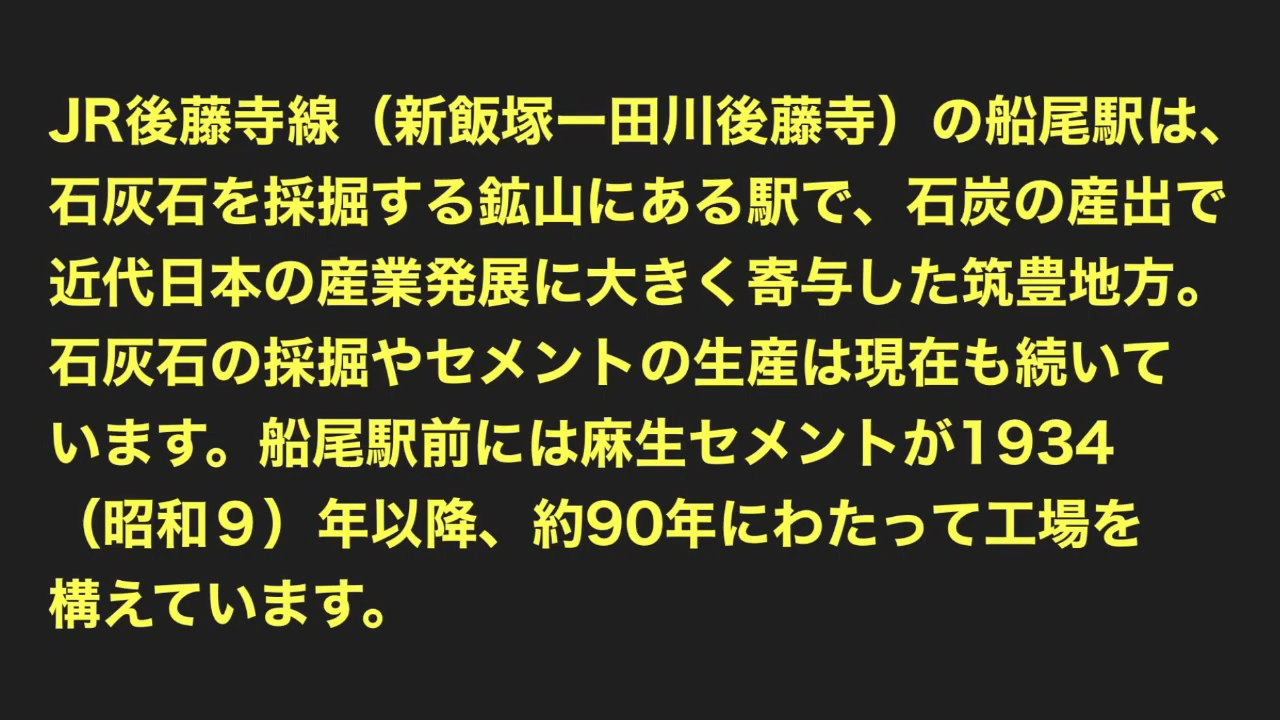 JR後藤寺線（新飯塚ー田川後藤寺）の船尾駅は、
石灰石を採掘する鉱山にある駅で、石炭の産出で
近代日本の産業発展に大きく寄与した筑豊地方。
石灰石の採掘やセメントの生産は現在も続いて
います。船尾駅前には麻生セメントが1934
（昭和９）年以降、約90年にわたって工場を
構えています。